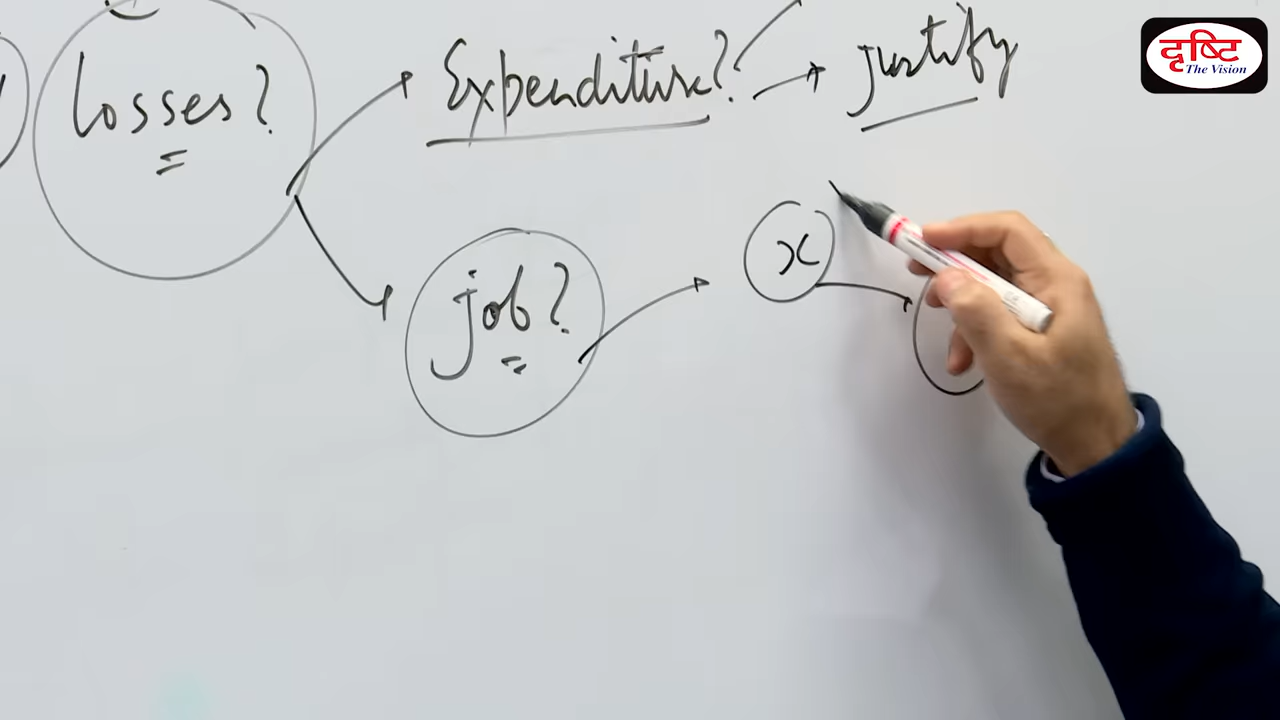 losses?
Expenditure?
justify
job?
x
दृष्टि
The Vision